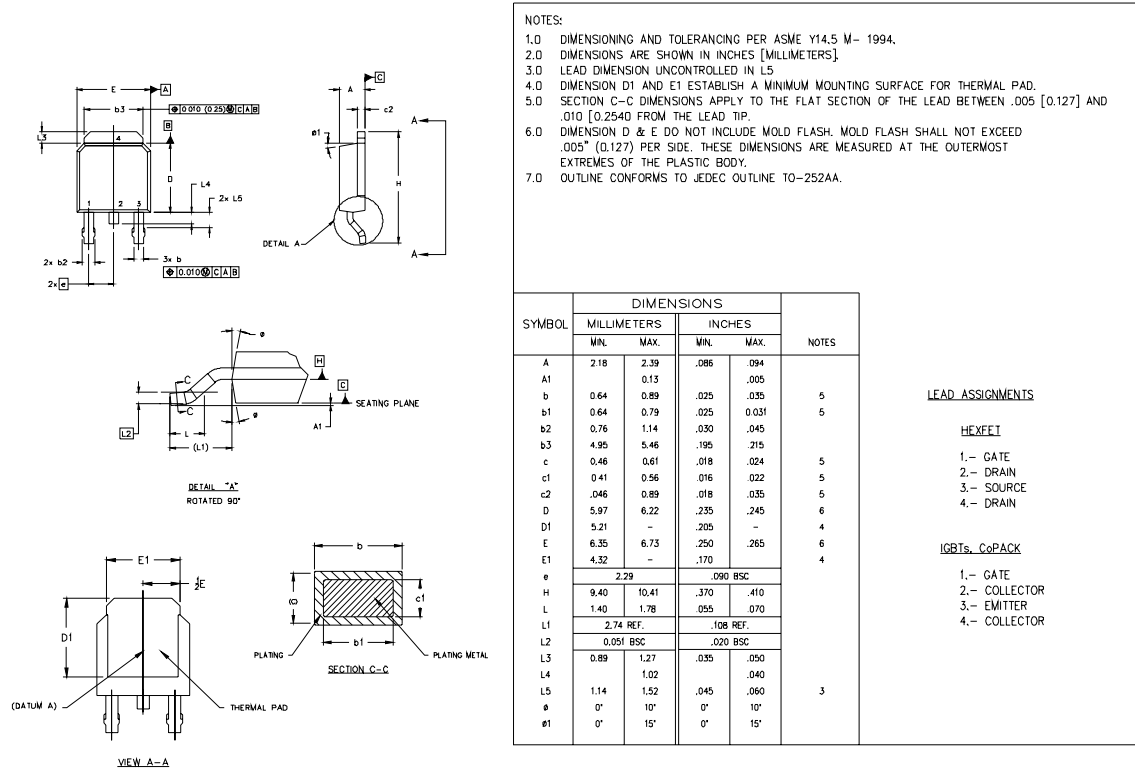 NOTES:
1.0 DIMENSIONING AND TOLERANCING PER ASME Y14.5 M- 1994.
2.0 DIMENSIONS ARE SHOWN IN INCHES [MILLIMETERS].
3.0 LEAD DIMENSION UNCONTROLLED IN L5
4.0 DIMENSION D1 AND E1 ESTABLISH A MINIMUM MOUNTING SURFACE FOR THERMAL PAD.
5.0 SECTION C-C DIMENSIONS APPLY TO THE FLAT SECTION OF THE LEAD BETWEEN .005 [0.127] AND
.010 [0.2540 FROM THE LEAD TIP.
6.0 DIMENSION D & E DO NOT INCLUDE MOLD FLASH. MOLD FLASH SHALL NOT EXCEED
.005" (0.127) PER SIDE. THESE DIMENSIONS ARE MEASURED AT THE OUTERMOST
EXTREMES OF THE PLASTIC BODY.
7.0 OUTLINE CONFORMS TO JEDEC OUTLINE TO-252AA.
E A
b3
⌖ 0.010 (0.25) Ⓜ C A B
B
L3
4
D
L4
2x L5
1 2 3
2x b2
3x b
⌖ 0.010 Ⓜ C A B
2x e
A
C
c2
ø1
H
DETAIL A
A
A
ø
H
C
C
C
SEATING PLANE
L2
L
(L1)
A1
ø
DETAIL "A"
ROTATED 90°
E1
½E
D1
(DATUM A)
THERMAL PAD
VIEW A-A
b
(c)
c1
b1
PLATING
PLATING METAL
SECTION C-C
SYMBOL DIMENSIONS NOTES
MILLIMETERS INCHES
MIN. MAX. MIN. MAX.
A 2.18 2.39 .086 .094
A1 0.13 .005
b 0.64 0.89 .025 .035 5
b1 0.64 0.79 .025 0.031 5
b2 0.76 1.14 .030 .045
b3 4.95 5.46 .195 .215
c 0.46 0.61 .018 .024 5
c1 0.41 0.56 .016 .022 5
c2 .046 0.89 .018 .035 5
D 5.97 6.22 .235 .245 6
D1 5.21 - .205 - 4
E 6.35 6.73 .250 .265 6
E1 4.32 - .170 4
e 2.29 .090 BSC
H 9.40 10.41 .370 .410
L 1.40 1.78 .055 .070
L1 2.74 REF. .108 REF.
L2 0.051 BSC .020 BSC
L3 0.89 1.27 .035 .050
L4 1.02 .040
L5 1.14 1.52 .045 .060 3
ø 0° 10° 0° 10°
ø1 0° 15° 0° 15°
LEAD ASSIGNMENTS
HEXFET
1.- GATE
2.- DRAIN
3.- SOURCE
4.- DRAIN
IGBTs, CoPACK
1.- GATE
2.- COLLECTOR
3.- EMITTER
4.- COLLECTOR